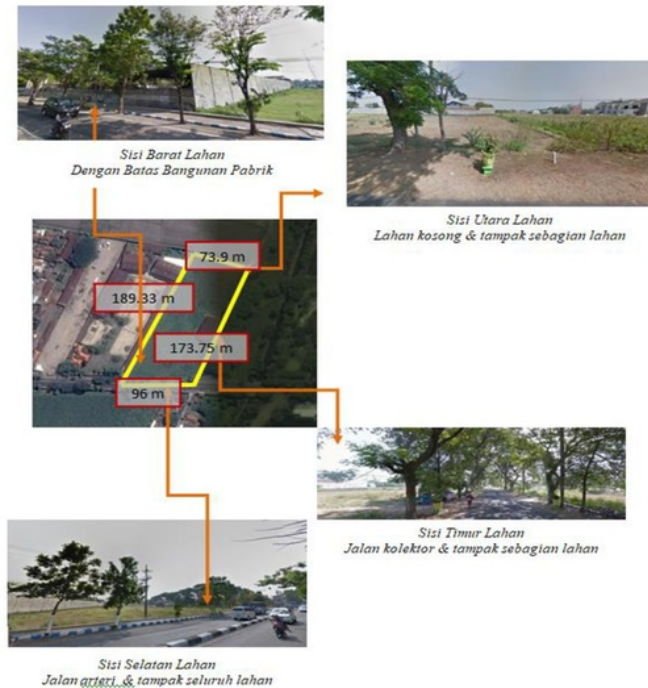 Sisi Barat Lahan
Dengan Batas Bangunan Pabrik
Sisi Utara Lahan
Lahan kosong & tampak sebagian lahan
73.9 m
189.33 m
173.75 m
96 m
Sisi Timur Lahan
Jalan kolektor & tampak sebagian lahan
Sisi Selatan Lahan
Jalan arteri & tampak seluruh lahan